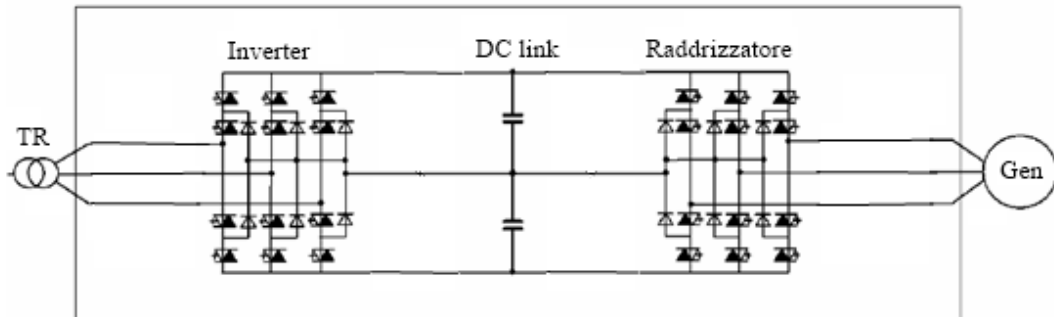 Inverter
DC link
Raddrizzatore
TR
Gen